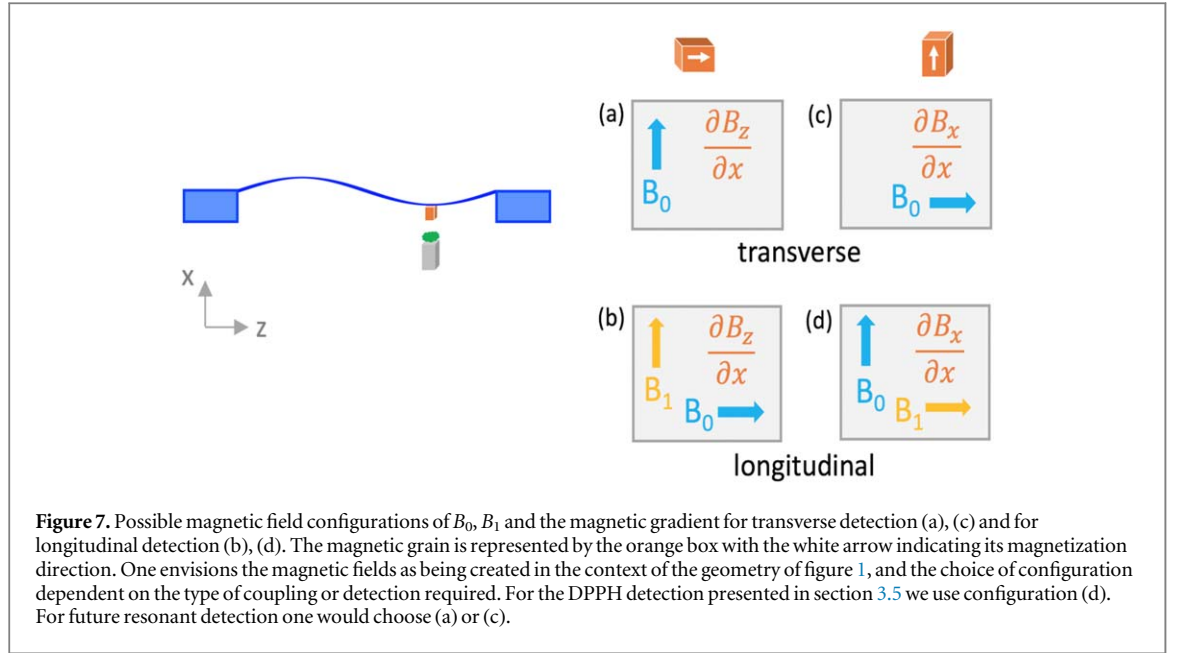 X
Z
(a)
∂B_z
∂x
B_0
(c)
∂B_x
∂x
B_0
transverse
(b)
∂B_z
∂x
B_1
B_0
(d)
∂B_x
∂x
B_0
B_1
longitudinal
Figure 7. Possible magnetic field configurations of B_0, B_1 and the magnetic gradient for transverse detection (a), (c) and for
longitudinal detection (b), (d). The magnetic grain is represented by the orange box with the white arrow indicating its magnetization
direction. One envisions the magnetic fields as being created in the context of the geometry of figure 1, and the choice of configuration
dependent on the type of coupling or detection required. For the DPPH detection presented in section 3.5 we use configuration (d).
For future resonant detection one would choose (a) or (c).